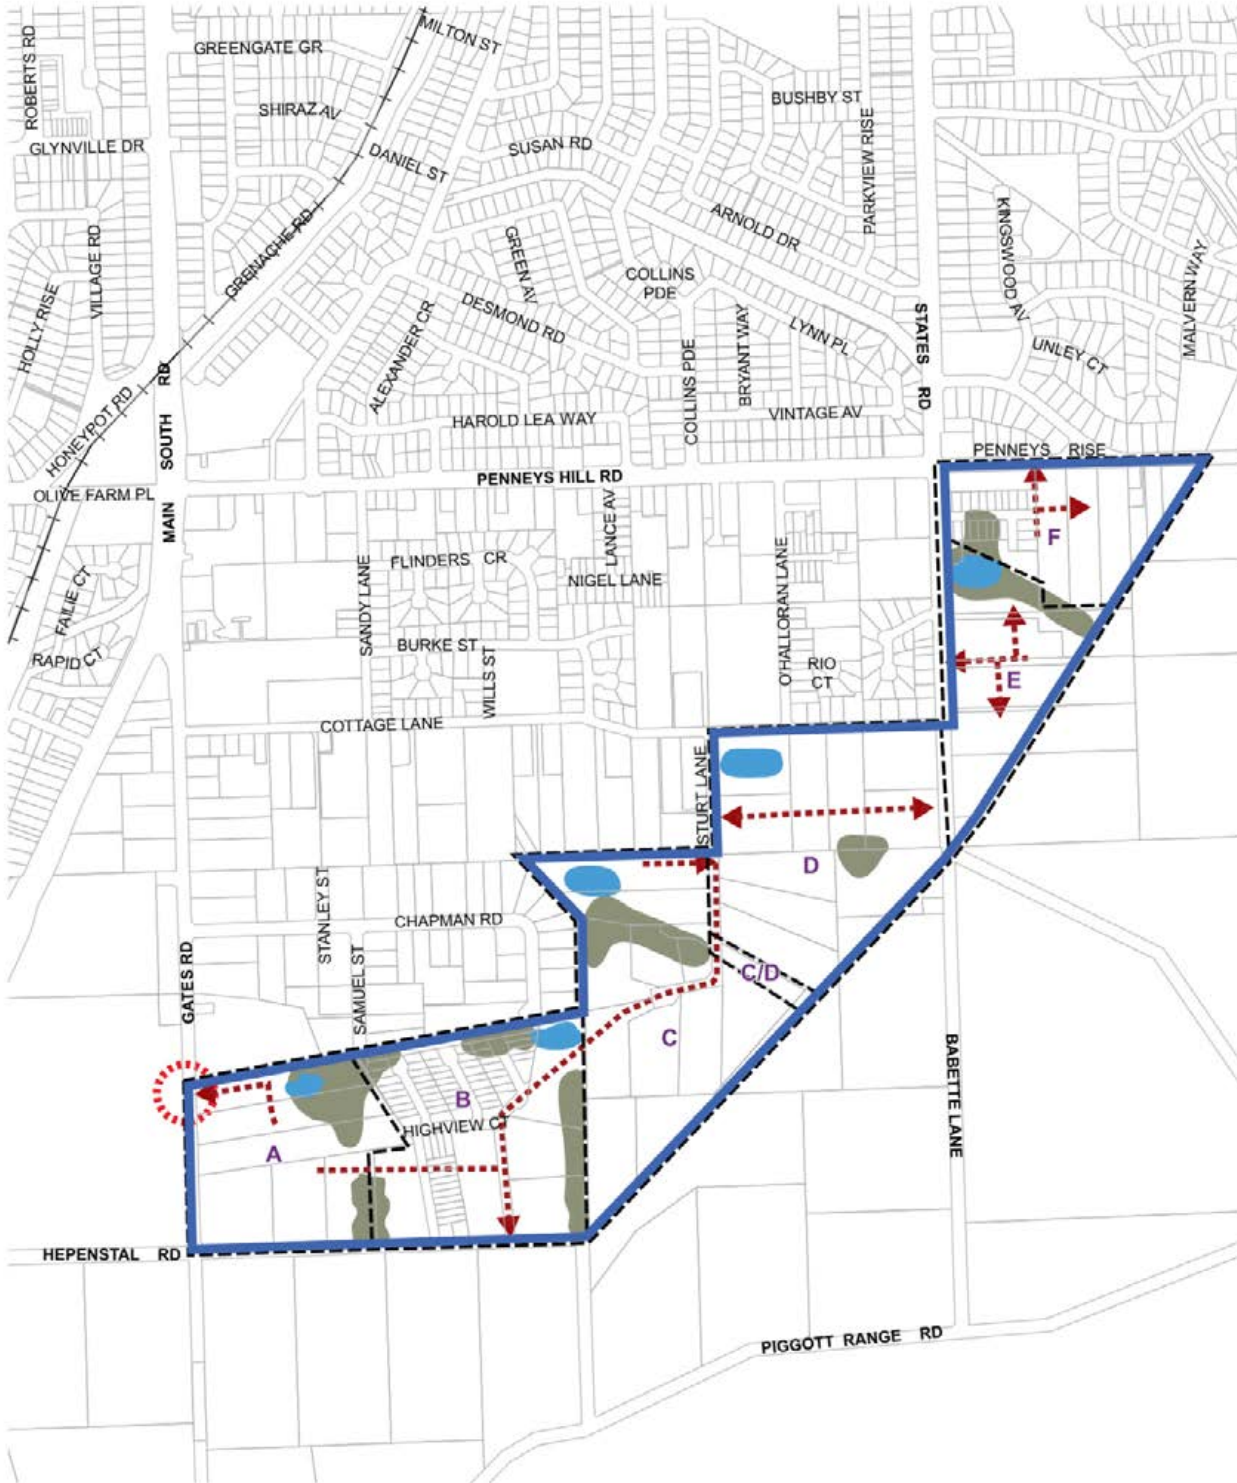 MILTON ST
ROBERTS RD
GREENGATE GR
SHIRAZ AV
BUSHBY ST
GLYNVILLE DR
DANIEL ST
SUSAN RD
PARKVIEW RISE
ARNOLD DR
KINGSWOOD AV
GRENACHE RD
VILLAGE RD
GREEN AV
COLLINS
PDE
MALVERN WAY
HOLLY RISE
DESMOND RD
ALEXANDER CR
BRYANT WAY
LYNN PL
STATES RD
UNLEY CT
MAIN SOUTH RD
HONEYPOT RD
COLLINS PDE
HAROLD LEA WAY
VINTAGE AV
PENNEYS RISE
PENNEYS HILL RD
OLIVE FARM PL
LANCE AV
F
FLINDERS CR
NIGEL LANE
SANDY LANE
O'HALLORAN LANE
FAILIE CT
RAPID CT
BURKE ST
WILLS ST
RIO
CT
E
COTTAGE LANE
STURT LANE
D
STANLEY ST
CHAPMAN RD
SAMUEL ST
GATES RD
C/D
C
B
HIGHVIEW CT
A
BABETTE LANE
HEPENSTAL RD
PIGGOTT RANGE RD